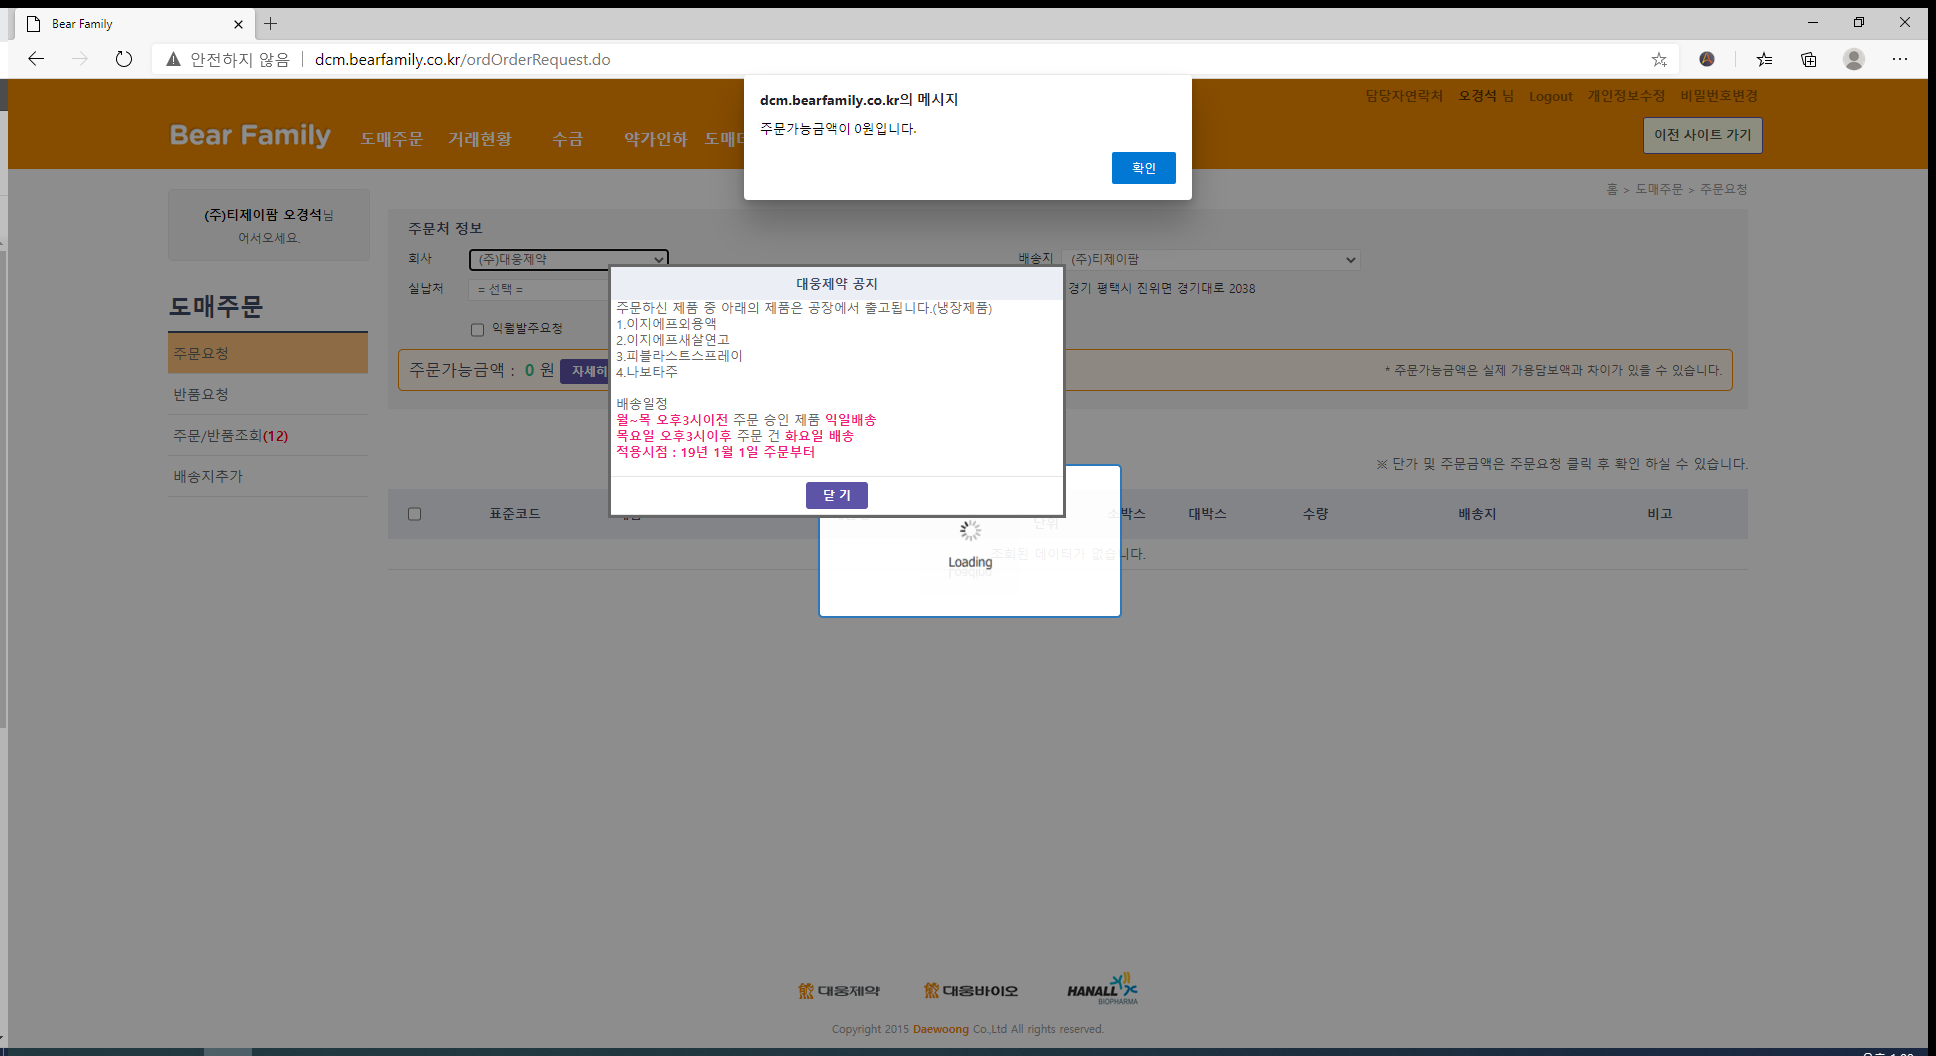 Bear Family
안전하지 않음
dcm.bearfamily.co.kr/ordOrderRequest.do
dcm.bearfamily.co.kr의 메시지
주문가능금액이 0원입니다.
확인
담당자연락처 오경석 님 Logout 개인정보수정 비밀번호변경
Bear Family 도매주문 거래현황 수금 약가인하
이전 사이트 가기
홈 > 도매주문 > 주문요청
(주)티제이팜 오경석님
어서오세요.
도매주문
주문요청
반품요청
주문/반품조회(12)
배송지추가
주문처 정보
회사 (주)대웅제약 배송지 (주)티제이팜
실납처 = 선택 = 경기 평택시 진위면 경기대로 2038
익월발주요청
주문가능금액 : 0 원 * 주문가능금액은 실제 가용담보액과 차이가 있을 수 있습니다.
대웅제약 공지
주문하신 제품 중 아래의 제품은 공장에서 출고됩니다.(냉장제품)
1.이지에프외용액
2.이지에프새살연고
3.피블라스트스프레이
4.나보타주
배송일정
월~목 오후3시이전 주문 승인 제품 익일배송
목요일 오후3시이후 주문 건 화요일 배송
적용시점 : 19년 1월 1일 주문부터
닫 기
※ 단가 및 주문금액은 주문요청 클릭 후 확인 하실 수 있습니다.
표준코드 단위 소박스 대박스 수량 배송지 비고
조회된 데이터가 없습니다.
Loading
대웅제약 대웅바이오 HANALL BIOPHARMA
Copyright 2015 Daewoong Co.,Ltd All rights reserved.